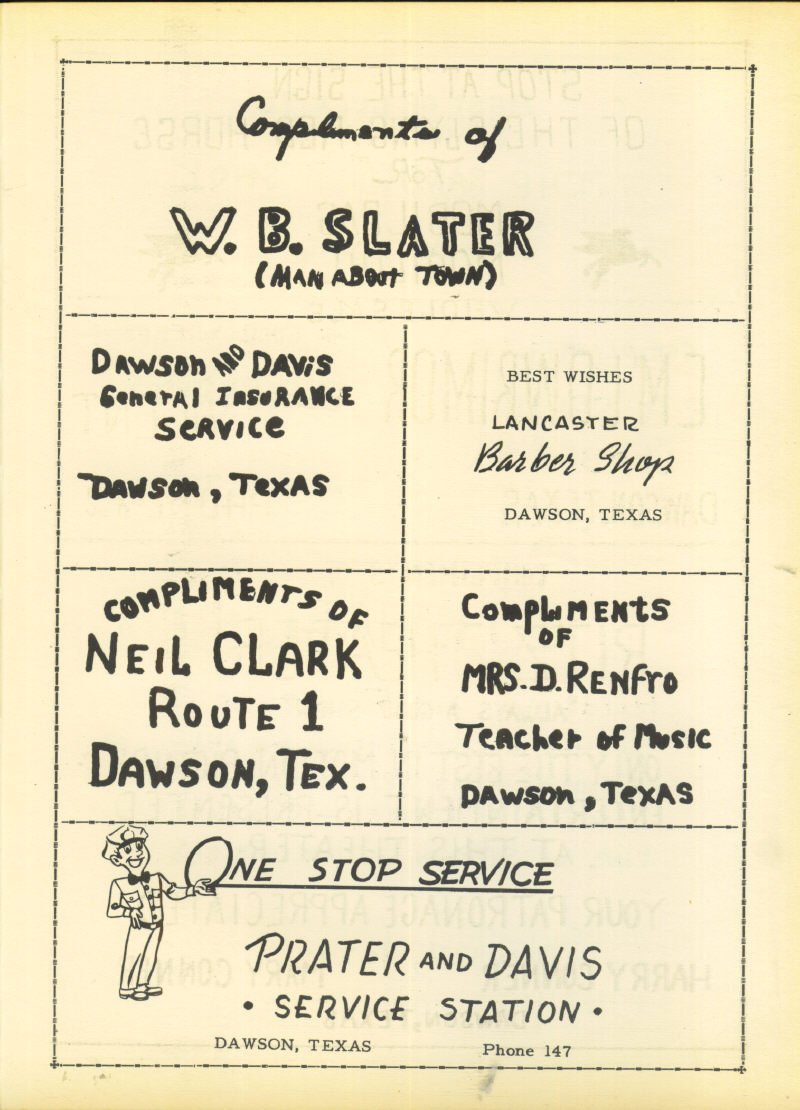 Compliments of
W. B. SLATER
(MAN ABOUT TOWN)
DAWSON AND DAVIS
GENERAL INSURANCE
SERVICE
DAWSON, TEXAS
BEST WISHES
LANCASTER
Barber Shop
DAWSON, TEXAS
COMPLIMENTS OF
NEIL CLARK
ROUTE 1
DAWSON, TEX.
COMPLIMENTS
OF
MRS. D. RENFRO
TEACHER OF MUSIC
DAWSON, TEXAS
ONE STOP SERVICE
PRATER AND DAVIS
• SERVICE STATION •
DAWSON, TEXAS Phone 147